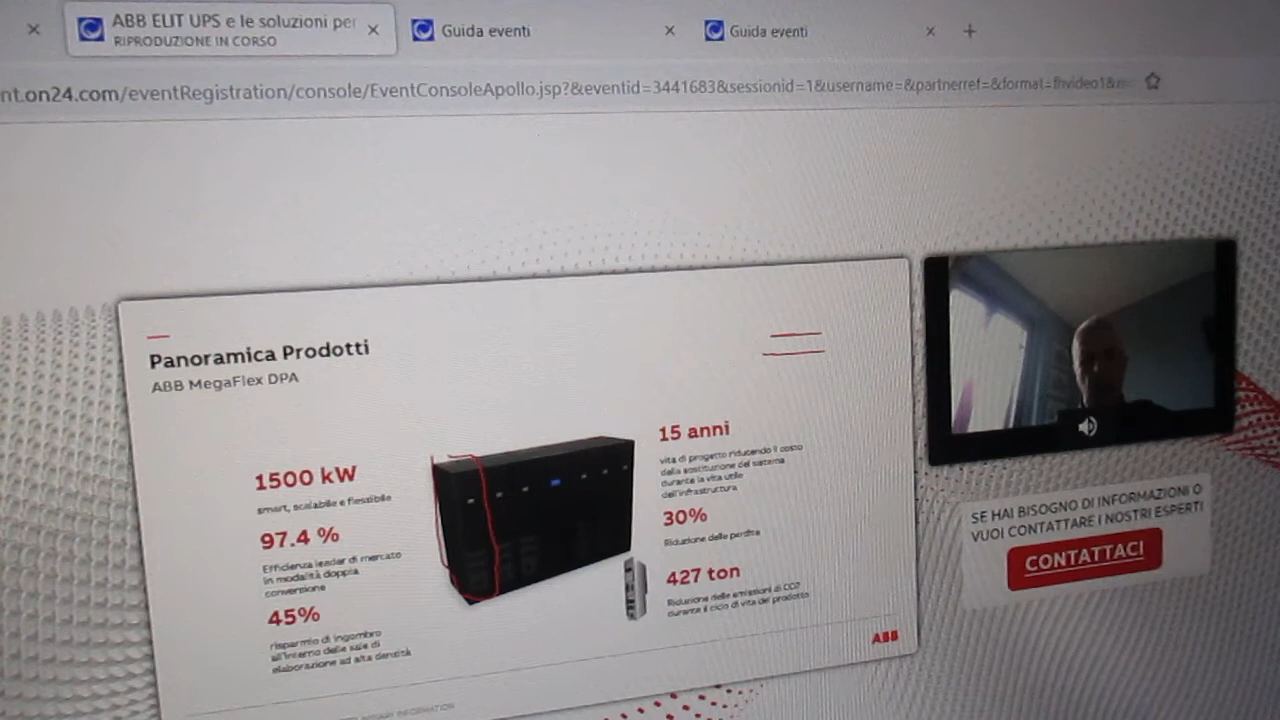 ABB ELIT UPS e le soluzioni per
RIPRODUZIONE IN CORSO
Guida eventi
Guida eventi
nt.on24.com/eventRegistration/console/EventConsoleApollo.jsp?&eventid=3441683&sessionid=1&username=&partnerref=&format=fhvideo1&
Panoramica Prodotti
ABB MegaFlex DPA
1500 kW
smart, scalabile e flessibile
97.4 %
Efficienza leader di mercato
in modalità doppia
conversione
45%
risparmio di ingombro
all'interno delle sale di
elaborazione ad alta densità
15 anni
vita di progetto riducendo il costo
della sostituzione del sistema
durante la vita utile
dell'infrastruttura
30%
Riduzione delle perdite
427 ton
Riduzione delle emissioni di CO2
durante il ciclo di vita del prodotto
ABB
SE HAI BISOGNO DI INFORMAZIONI O
VUOI CONTATTARE I NOSTRI ESPERTI
CONTATTACI
INFORMATION